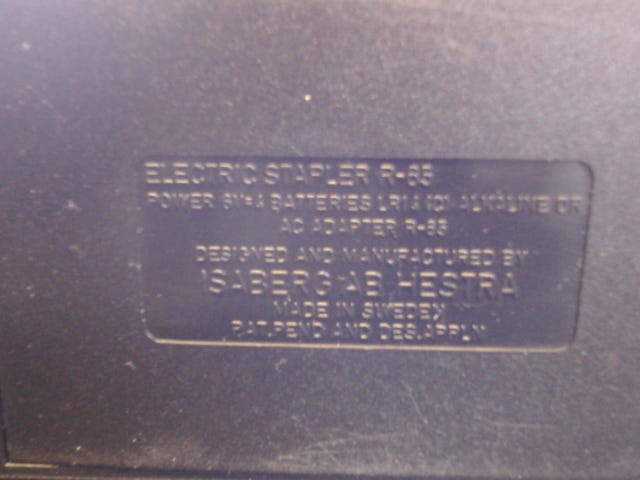 ELECTRIC STAPLER R-65
POWER 6V=4 BATTERIES LR14 (C) ALKALINE OR
AC ADAPTER R-65
DESIGNED AND MANUFACTURED BY
ISABERG AB HESTRA
MADE IN SWEDEN
PAT.PEND AND DES.APPLN